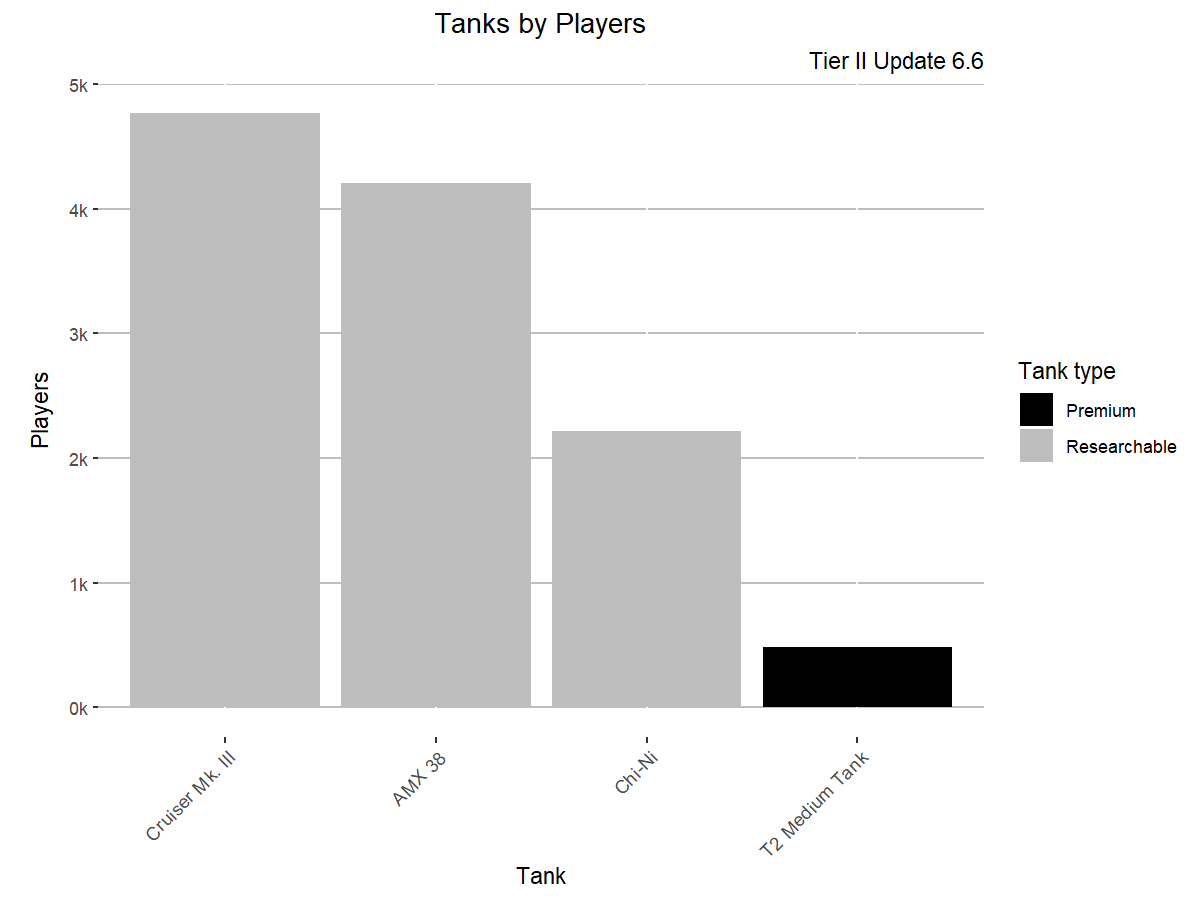 Tanks by Players
Tier II Update 6.6
5k
4k
3k
2k
1k
0k
Players
Cruiser Mk. III
AMX 38
Chi-Ni
T2 Medium Tank
Tank
Tank type
Premium
Researchable